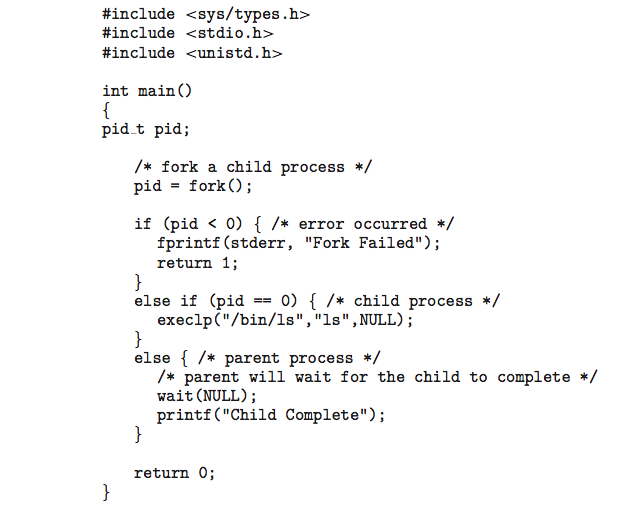 #include <sys/types.h>
#include <stdio.h>
#include <unistd.h>
int main()
{
pid_t pid;
/* fork a child process */
pid = fork();
if (pid < 0) { /* error occurred */
fprintf(stderr, "Fork Failed");
return 1;
}
else if (pid == 0) { /* child process */
execlp("/bin/ls","ls",NULL);
}
else { /* parent process */
/* parent will wait for the child to complete */
wait(NULL);
printf("Child Complete");
}
return 0;
}